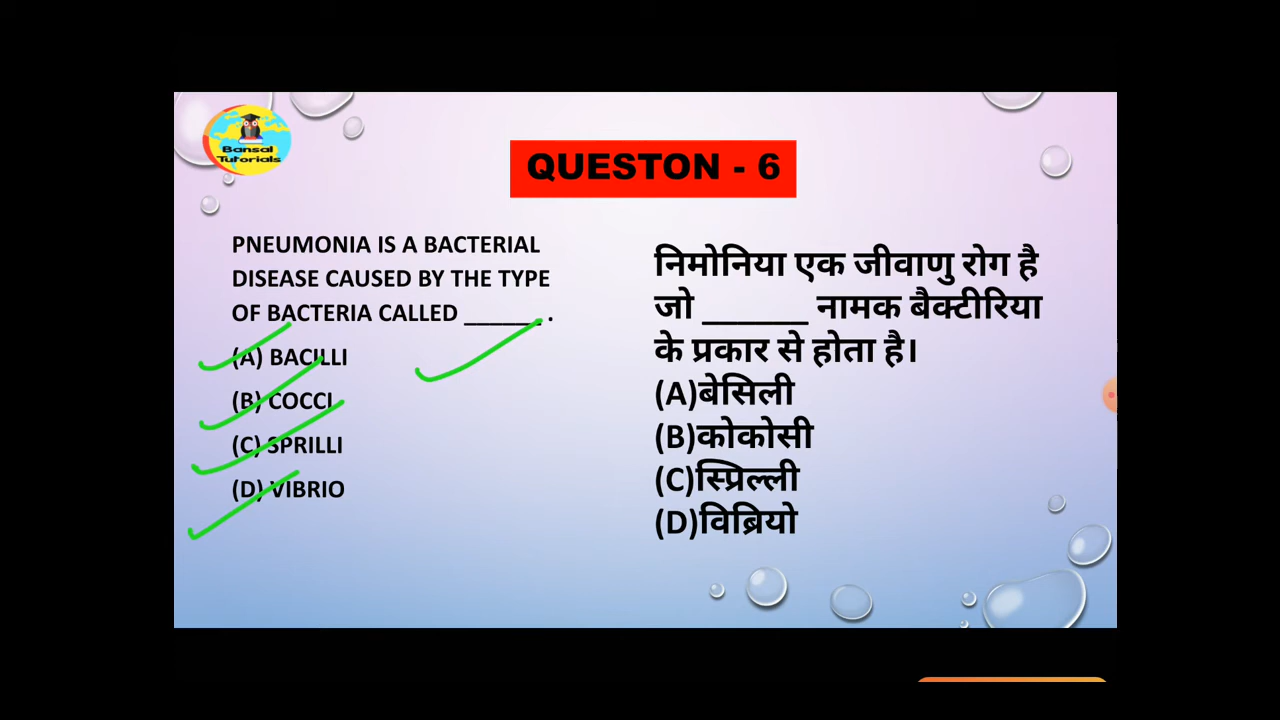 Bansal
Tutorials
QUESTON - 6
PNEUMONIA IS A BACTERIAL
DISEASE CAUSED BY THE TYPE
OF BACTERIA CALLED ______ .
(A) BACILLI
(B) COCCI
(C) SPRILLI
(D) VIBRIO
निमोनिया एक जीवाणु रोग है
जो ______ नामक बैक्टीरिया
के प्रकार से होता है।
(A)बेसिली
(B)कोकोसी
(C)स्प्रिल्ली
(D)विब्रियो